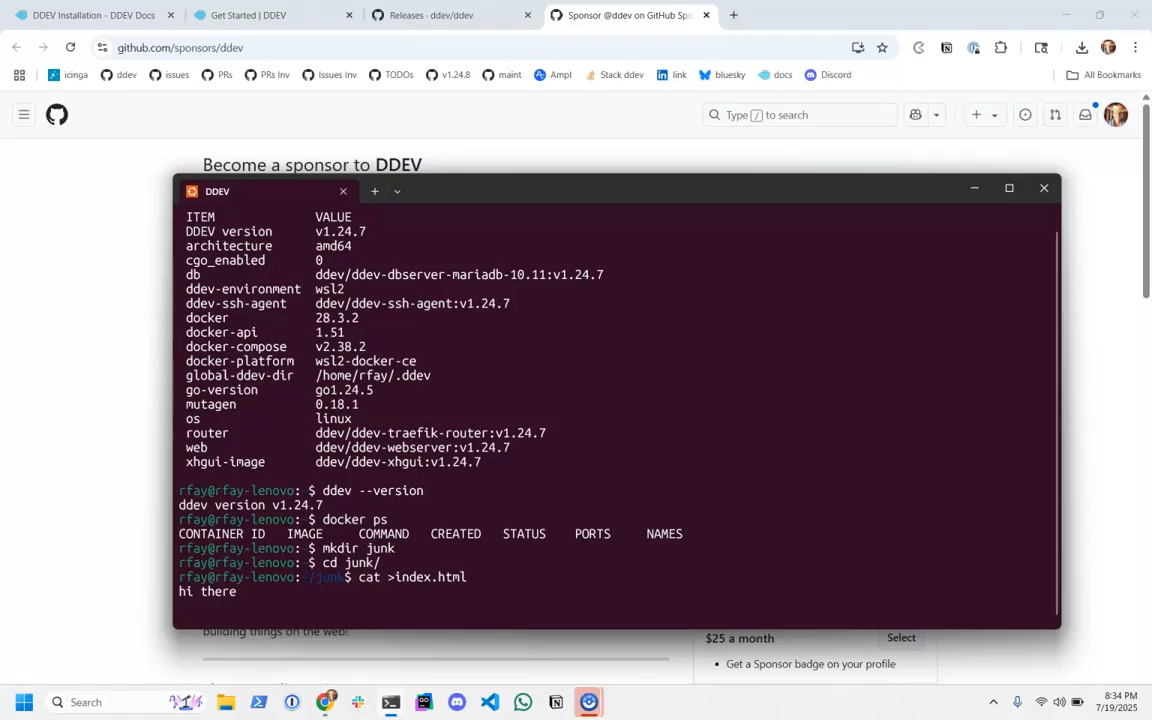 DDEV Installation - DDEV Docs
Get Started | DDEV
Releases · ddev/ddev
Sponsor @ddev on GitHub Spo
github.com/sponsors/ddev
icinga
ddev
issues
PRs
PRs Inv
Issues Inv
TODOs
v1.24.8
maint
Ampl
Stack ddev
link
bluesky
docs
Discord
All Bookmarks
Type / to search
Become a sponsor to DDEV
DDEV
ITEM VALUE
DDEV version v1.24.7
architecture amd64
cgo_enabled 0
db ddev/ddev-dbserver-mariadb-10.11:v1.24.7
ddev-environment wsl2
ddev-ssh-agent ddev/ddev-ssh-agent:v1.24.7
docker 28.3.2
docker-api 1.51
docker-compose v2.38.2
docker-platform wsl2-docker-ce
global-ddev-dir /home/rfay/.ddev
go-version go1.24.5
mutagen 0.18.1
os linux
router ddev/ddev-traefik-router:v1.24.7
web ddev/ddev-webserver:v1.24.7
xhgui-image ddev/ddev-xhgui:v1.24.7
rfay@rfay-lenovo: $ ddev --version
ddev version v1.24.7
rfay@rfay-lenovo: $ docker ps
CONTAINER ID IMAGE COMMAND CREATED STATUS PORTS NAMES
rfay@rfay-lenovo: $ mkdir junk
rfay@rfay-lenovo: $ cd junk/
rfay@rfay-lenovo:~/junk$ cat >index.html
hi there
building things on the web!
$25 a month
Select
• Get a Sponsor badge on your profile
Search
8:34 PM
7/19/2025